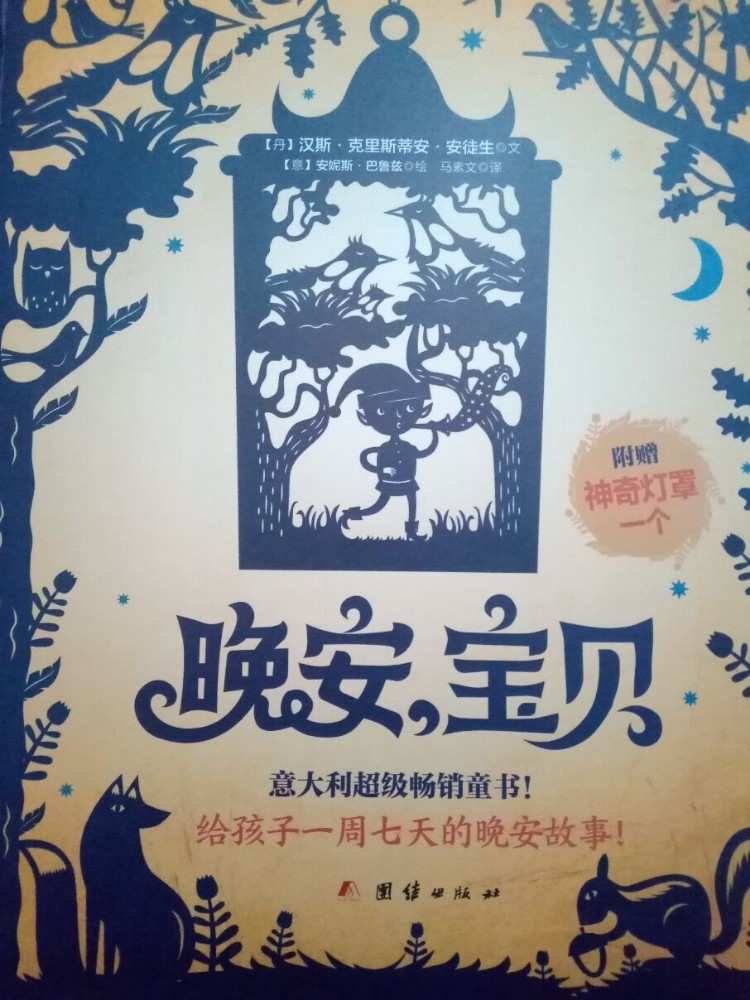 【丹】汉斯·克里斯蒂安·安徒生◎文
【意】安妮斯·巴鲁兹◎绘 马素文◎译
附赠
神奇灯罩
一个
晚安,宝贝
意大利超级畅销童书!
给孩子一周七天的晚安故事!
团结出版社